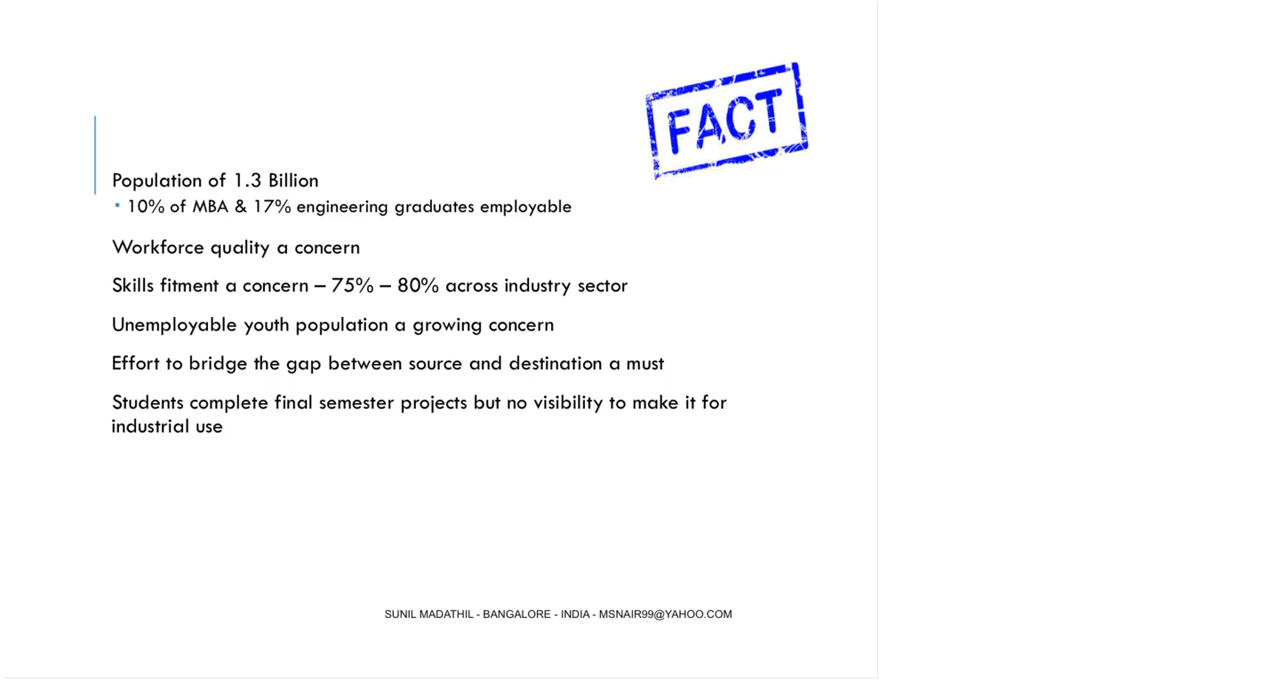 FACT
Population of 1.3 Billion
▪ 10% of MBA & 17% engineering graduates employable
Workforce quality a concern
Skills fitment a concern – 75% – 80% across industry sector
Unemployable youth population a growing concern
Effort to bridge the gap between source and destination a must
Students complete final semester projects but no visibility to make it for
industrial use
SUNIL MADATHIL - BANGALORE - INDIA - MSNAIR99@YAHOO.COM